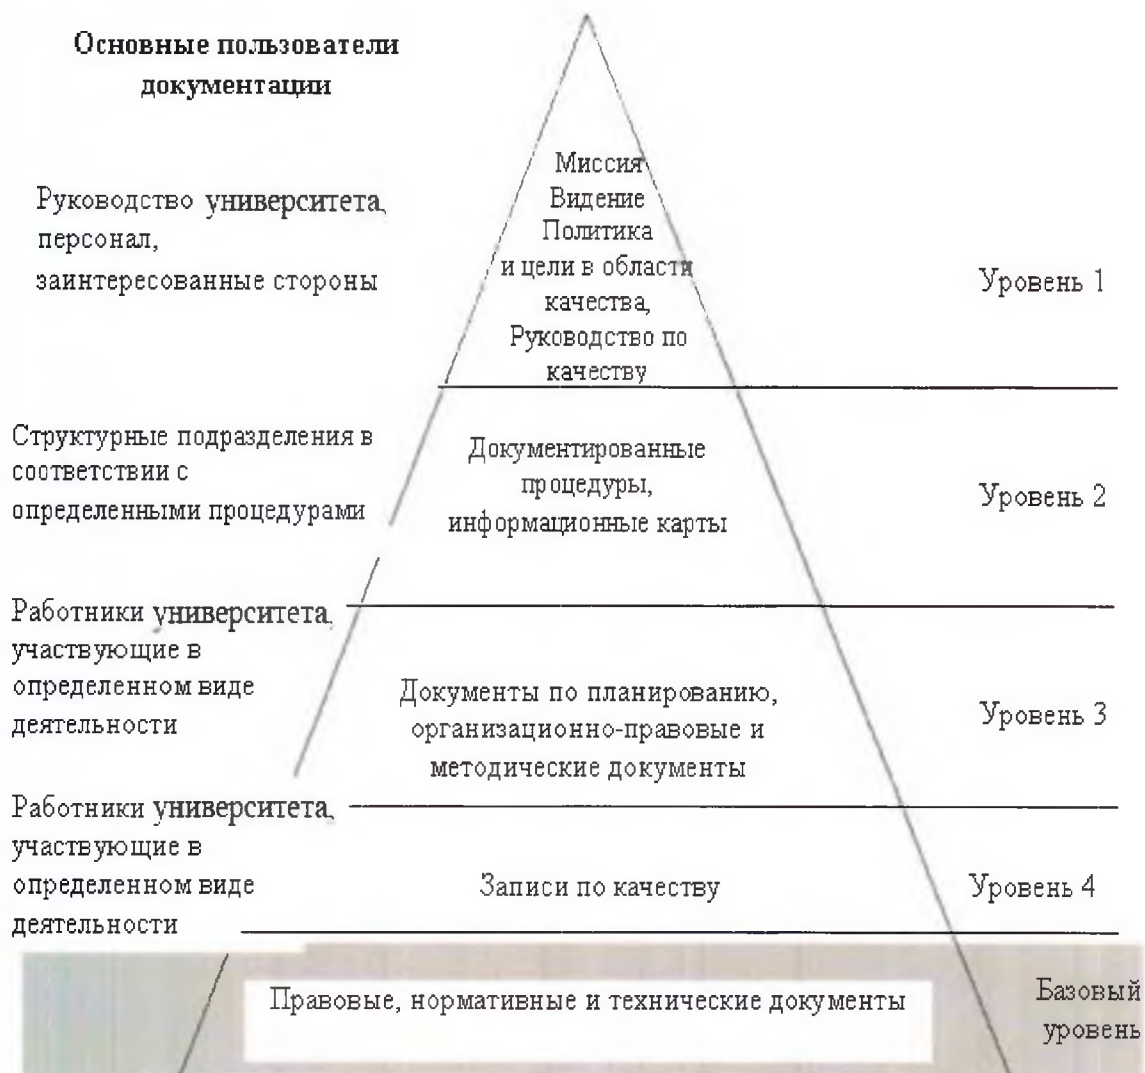 Основные пользователи
документации
Руководство университета,
персонал,
заинтересованные стороны
Миссия
Видение
Политика
и цели в области
качества,
Руководство по
качеству
Уровень 1
Структурные подразделения в
соответствии с
определенными процедурами
Документированные
процедуры,
информационные карты
Уровень 2
Работники университета,
участвующие в
определенном виде
деятельности
Документы по планированию,
организационно-правовые и
методические документы
Уровень 3
Работники университета,
участвующие в
определенном виде
деятельности
Записи по качеству
Уровень 4
Правовые, нормативные и технические документы
Базовый
уровень